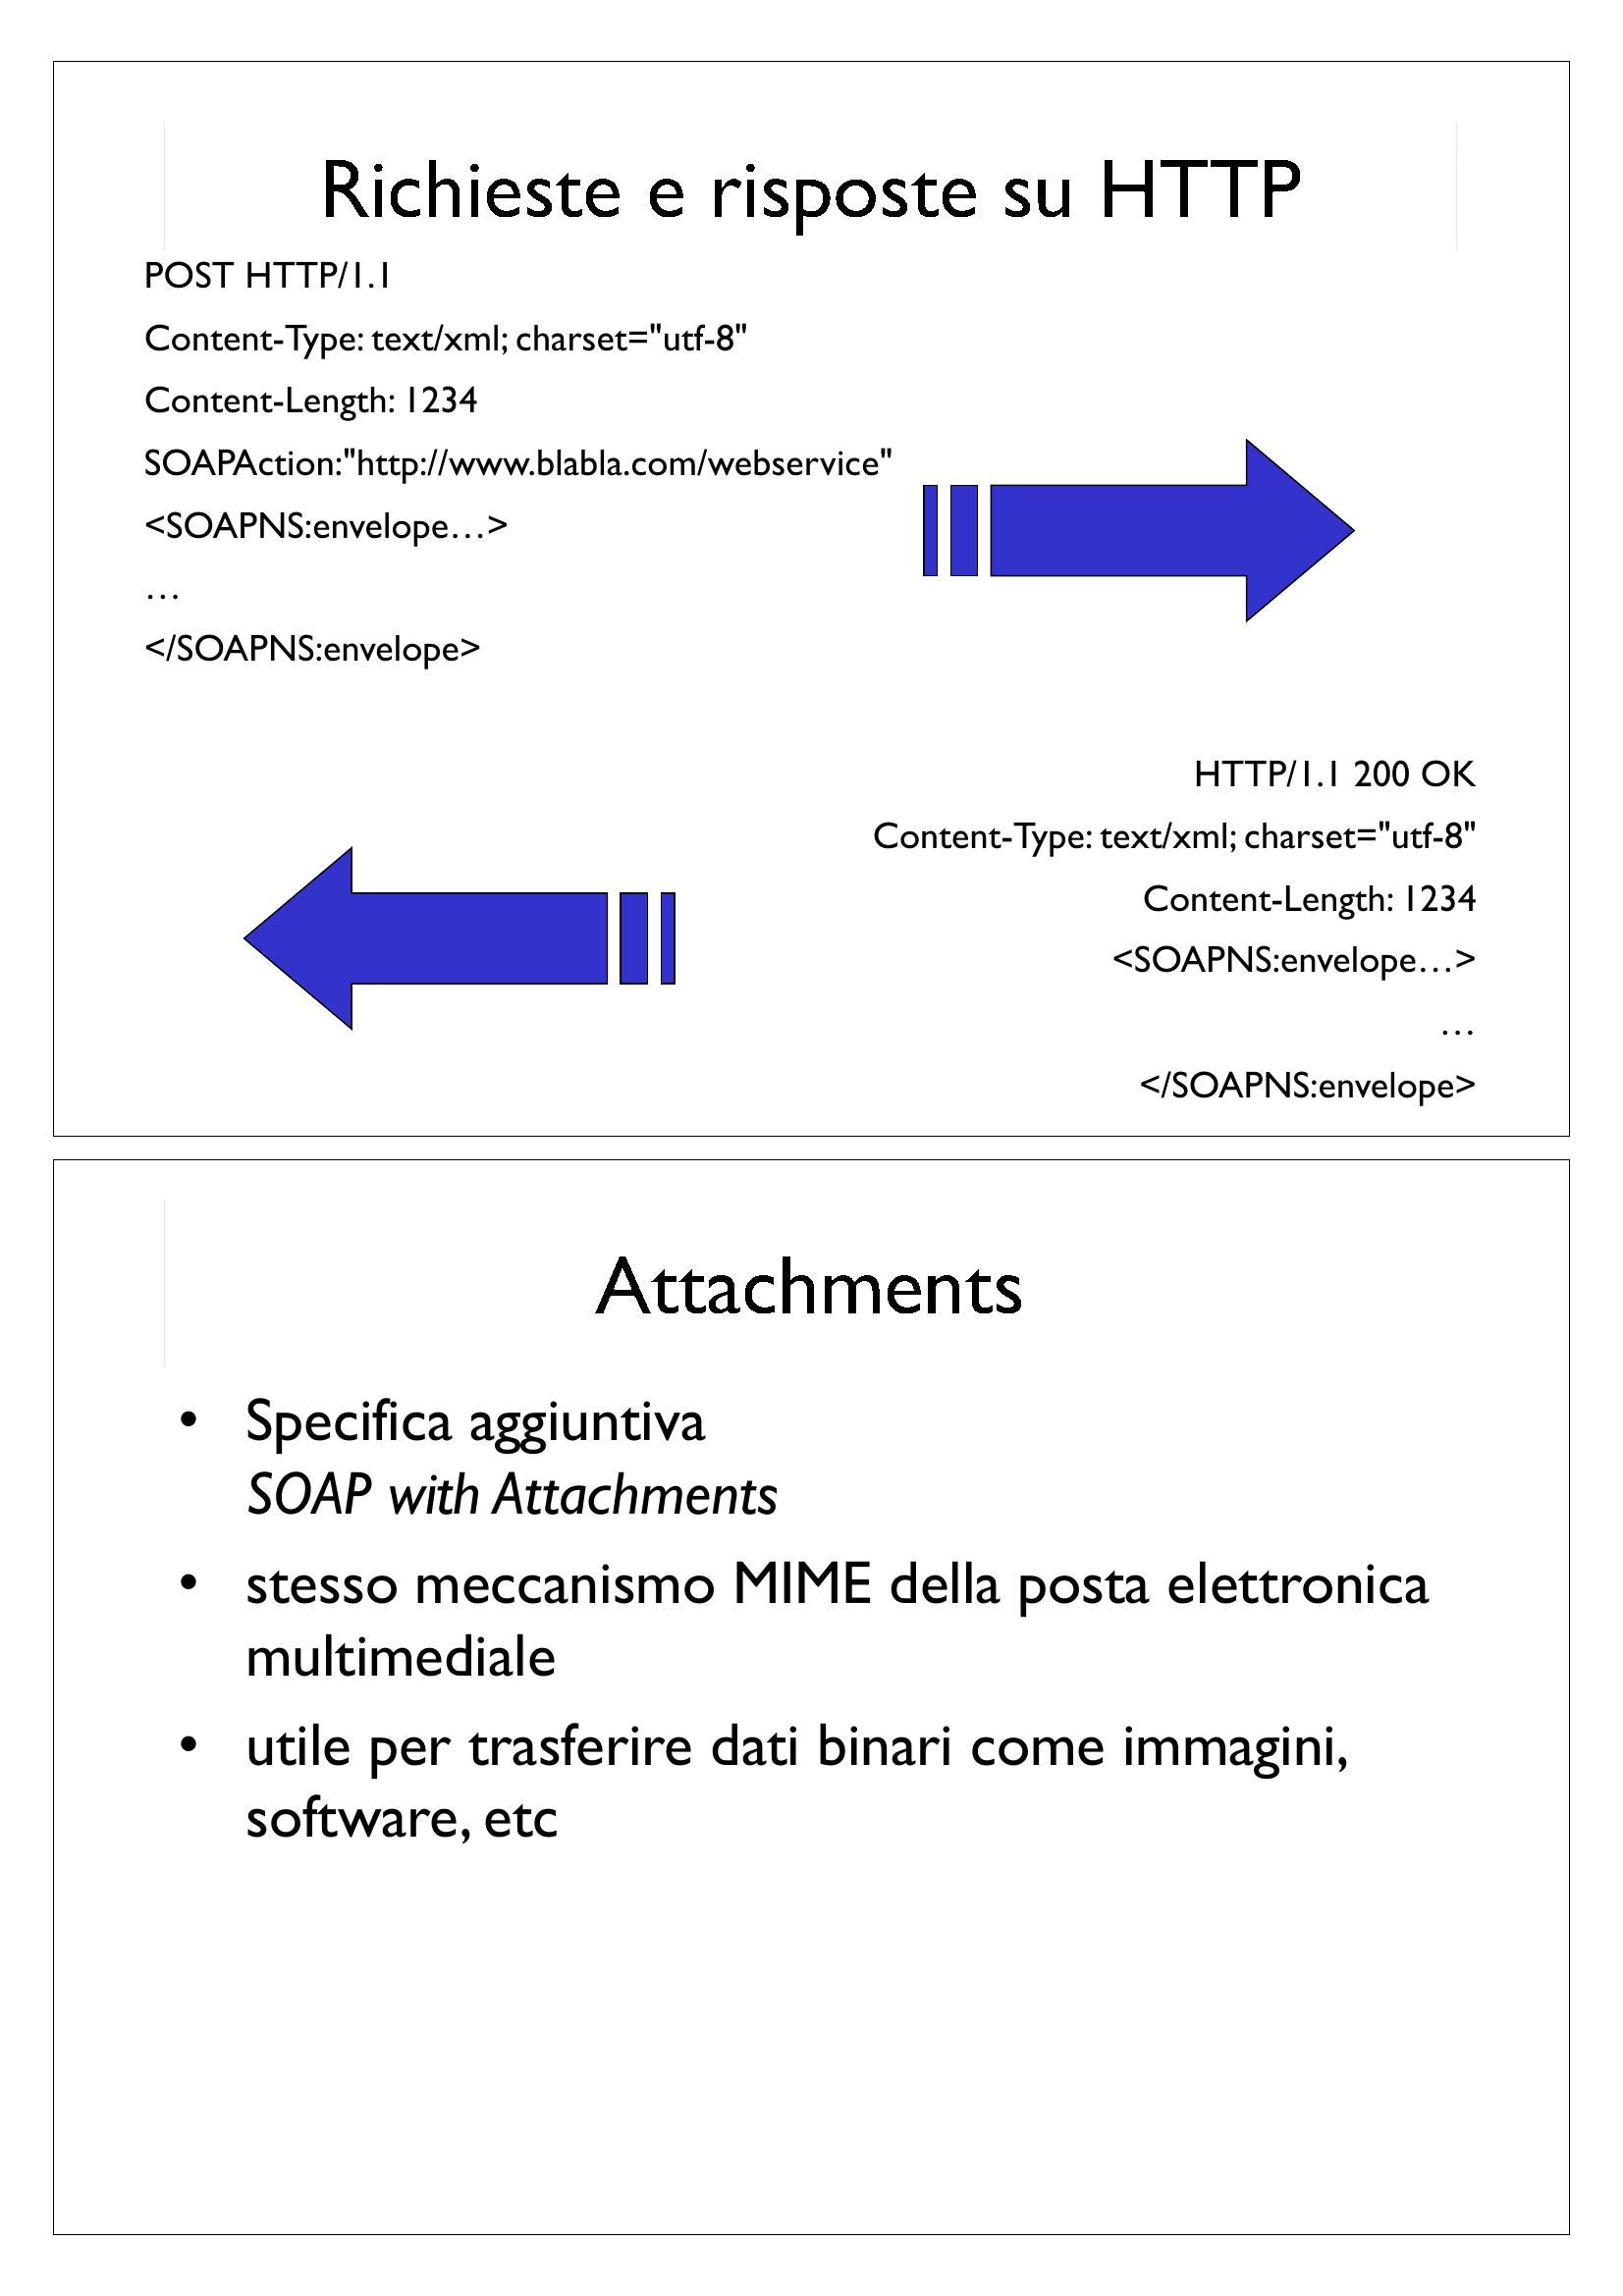 Richieste e risposte su HTTP
POST HTTP/1.1
Content-Type: text/xml; charset="utf-8"
Content-Length: 1234
SOAPAction:"http://www.blabla.com/webservice"
<SOAPNS:envelope…>
…
</SOAPNS:envelope>
HTTP/1.1 200 OK
Content-Type: text/xml; charset="utf-8"
Content-Length: 1234
<SOAPNS:envelope…>
…
</SOAPNS:envelope>
Attachments
• Specifica aggiuntiva
SOAP with Attachments
• stesso meccanismo MIME della posta elettronica
multimediale
• utile per trasferire dati binari come immagini,
software, etc